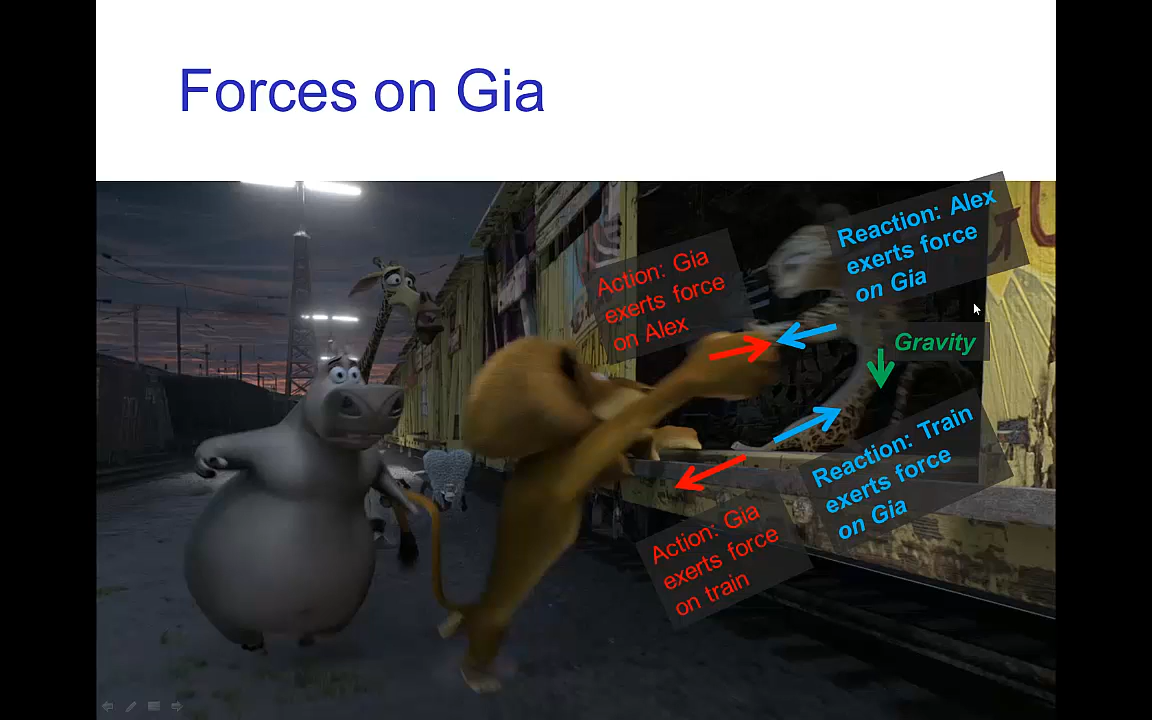 Forces on Gia
Reaction: Alex
exerts force
on Gia
Action: Gia
exerts force
on Alex
Gravity
Reaction: Train
exerts force
on Gia
Action: Gia
exerts force
on train